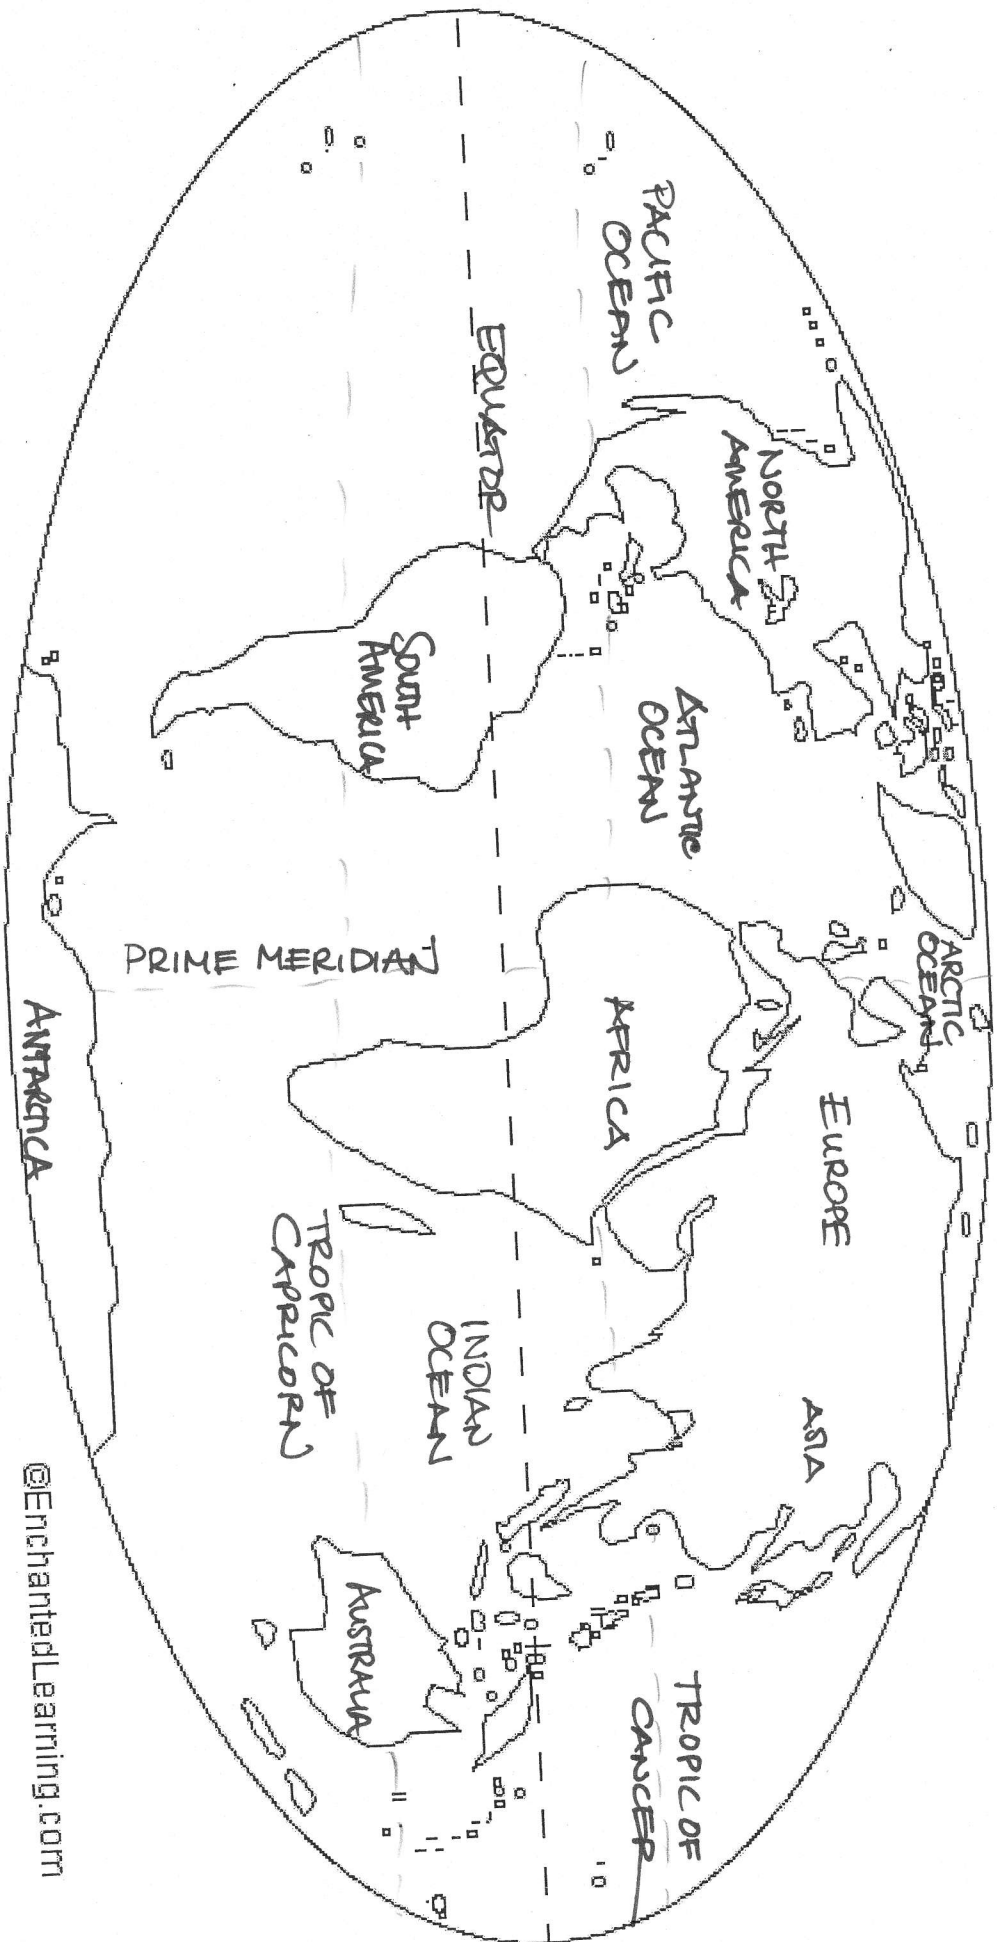 ARCTIC
OCEAN
NORTH
AMERICA
EUROPE
ASIA
PACIFIC
OCEAN
ATLANTIC
OCEAN
TROPIC OF
CANCER
AFRICA
EQUATOR
INDIAN
OCEAN
SOUTH
AMERICA
AUSTRALIA
TROPIC OF
CAPRICORN
PRIME MERIDIAN
ANTARTICA
©EnchantedLearning.com